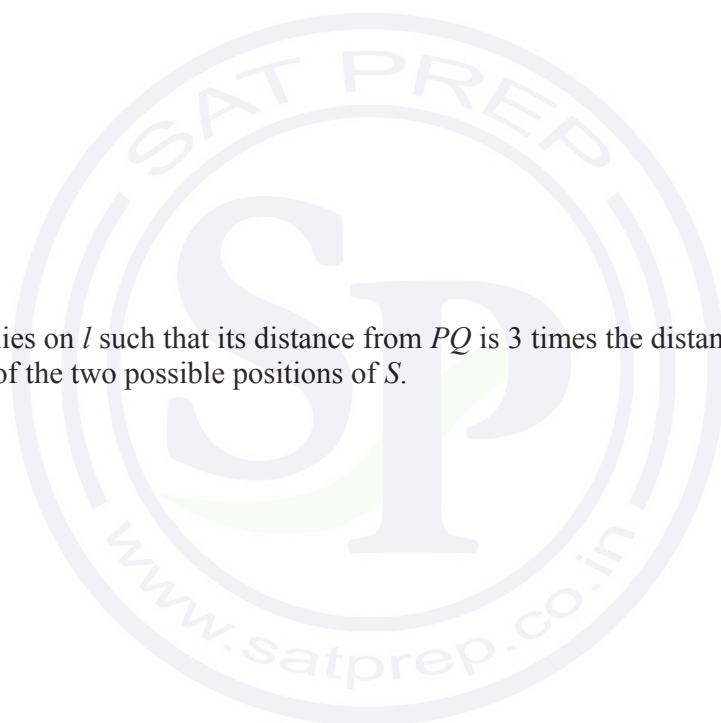 SAT PREP
SP
ies on l such that its distance from PQ is 3 times the distan
of the two possible positions of S.
www.satprep.co.in